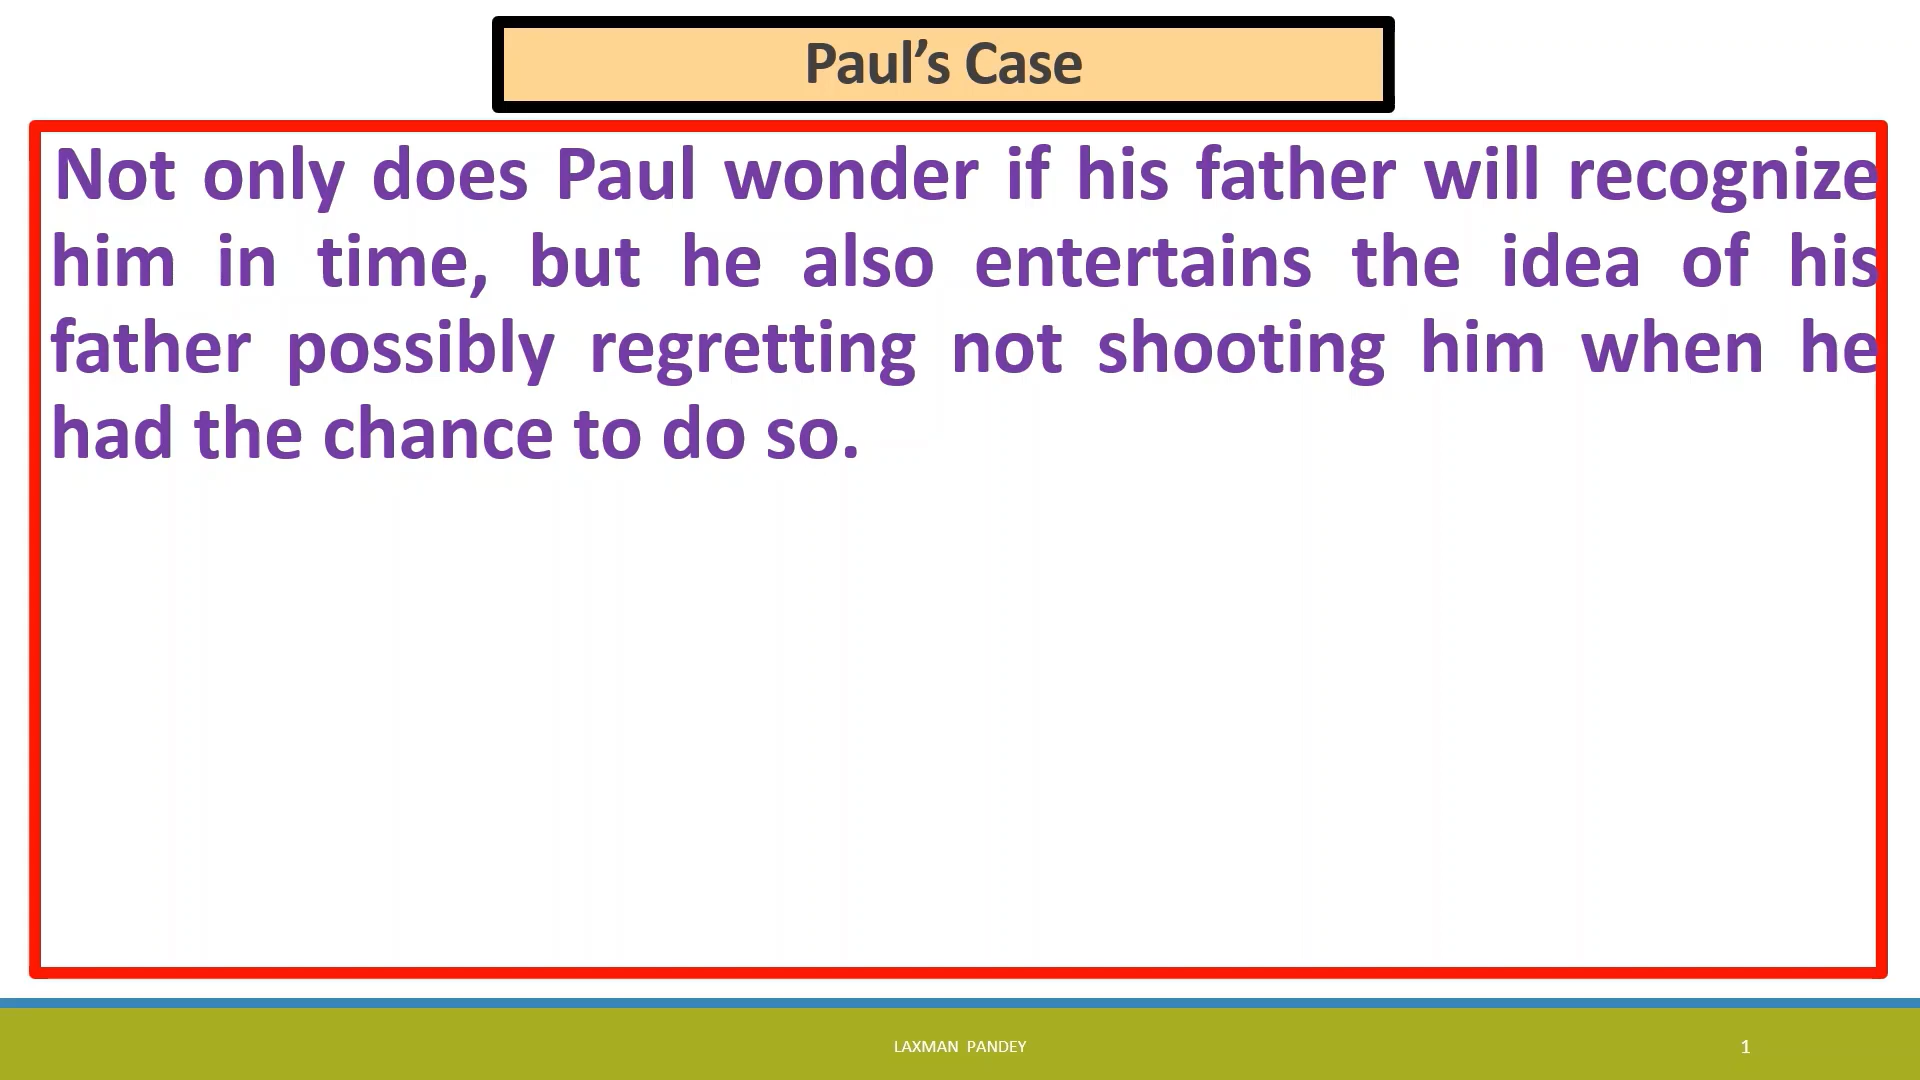 Paul’s Case
Not only does Paul wonder if his father will recognize
him in time, but he also entertains the idea of his
father possibly regretting not shooting him when he
had the chance to do so.
LAXMAN PANDEY
1